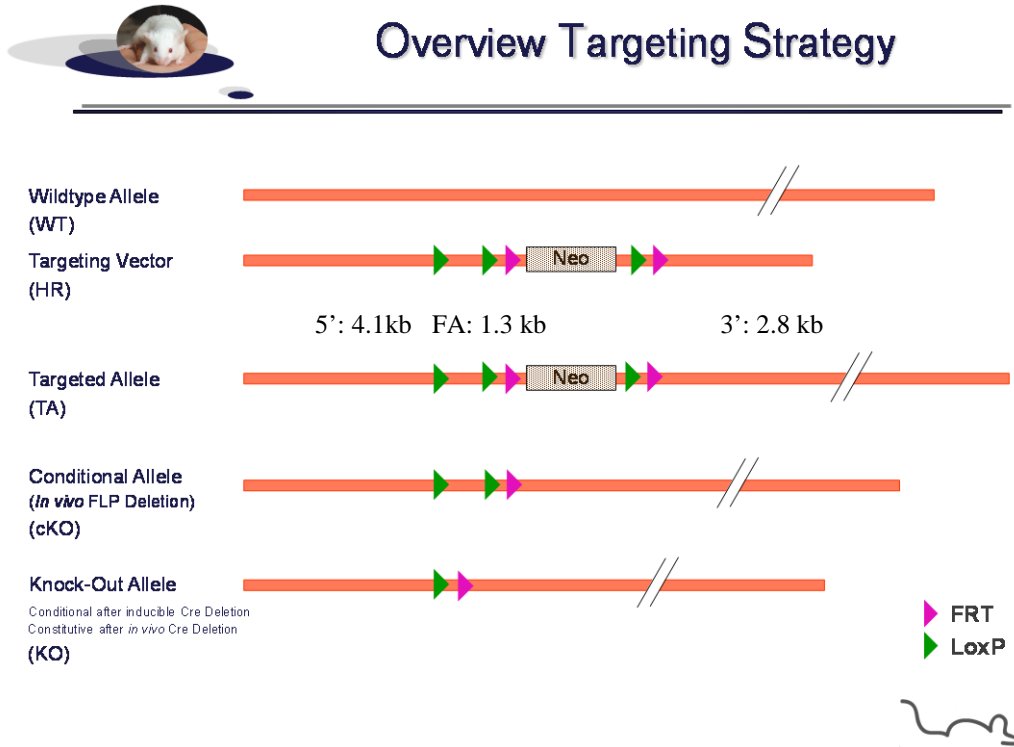 Overview Targeting Strategy
Wildtype Allele
(WT)
Targeting Vector
(HR)
Neo
5’: 4.1kb FA: 1.3 kb 3’: 2.8 kb
Targeted Allele
(TA)
Neo
Conditional Allele
(In vivo FLP Deletion)
(cKO)
Knock-Out Allele
Conditional after inducible Cre Deletion
Constitutive after in vivo Cre Deletion
(KO)
FRT
LoxP